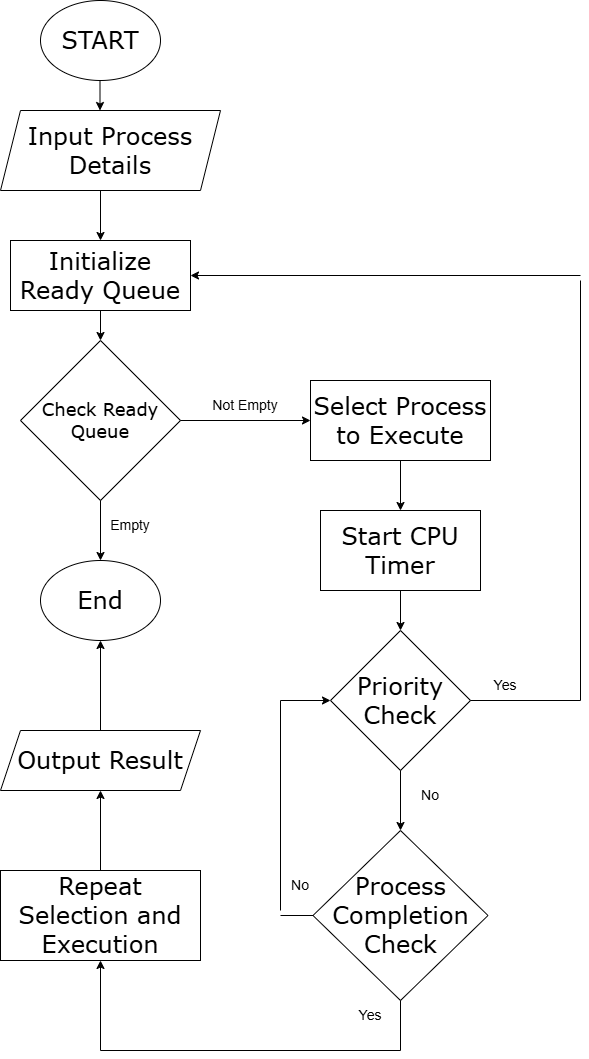 START
Input Process
Details
Initialize
Ready Queue
Check Ready
Queue
Not Empty
Select Process
to Execute
Empty
Start CPU
Timer
End
Priority
Check
Yes
Output Result
No
Repeat
Selection and
Execution
No
Process
Completion
Check
Yes